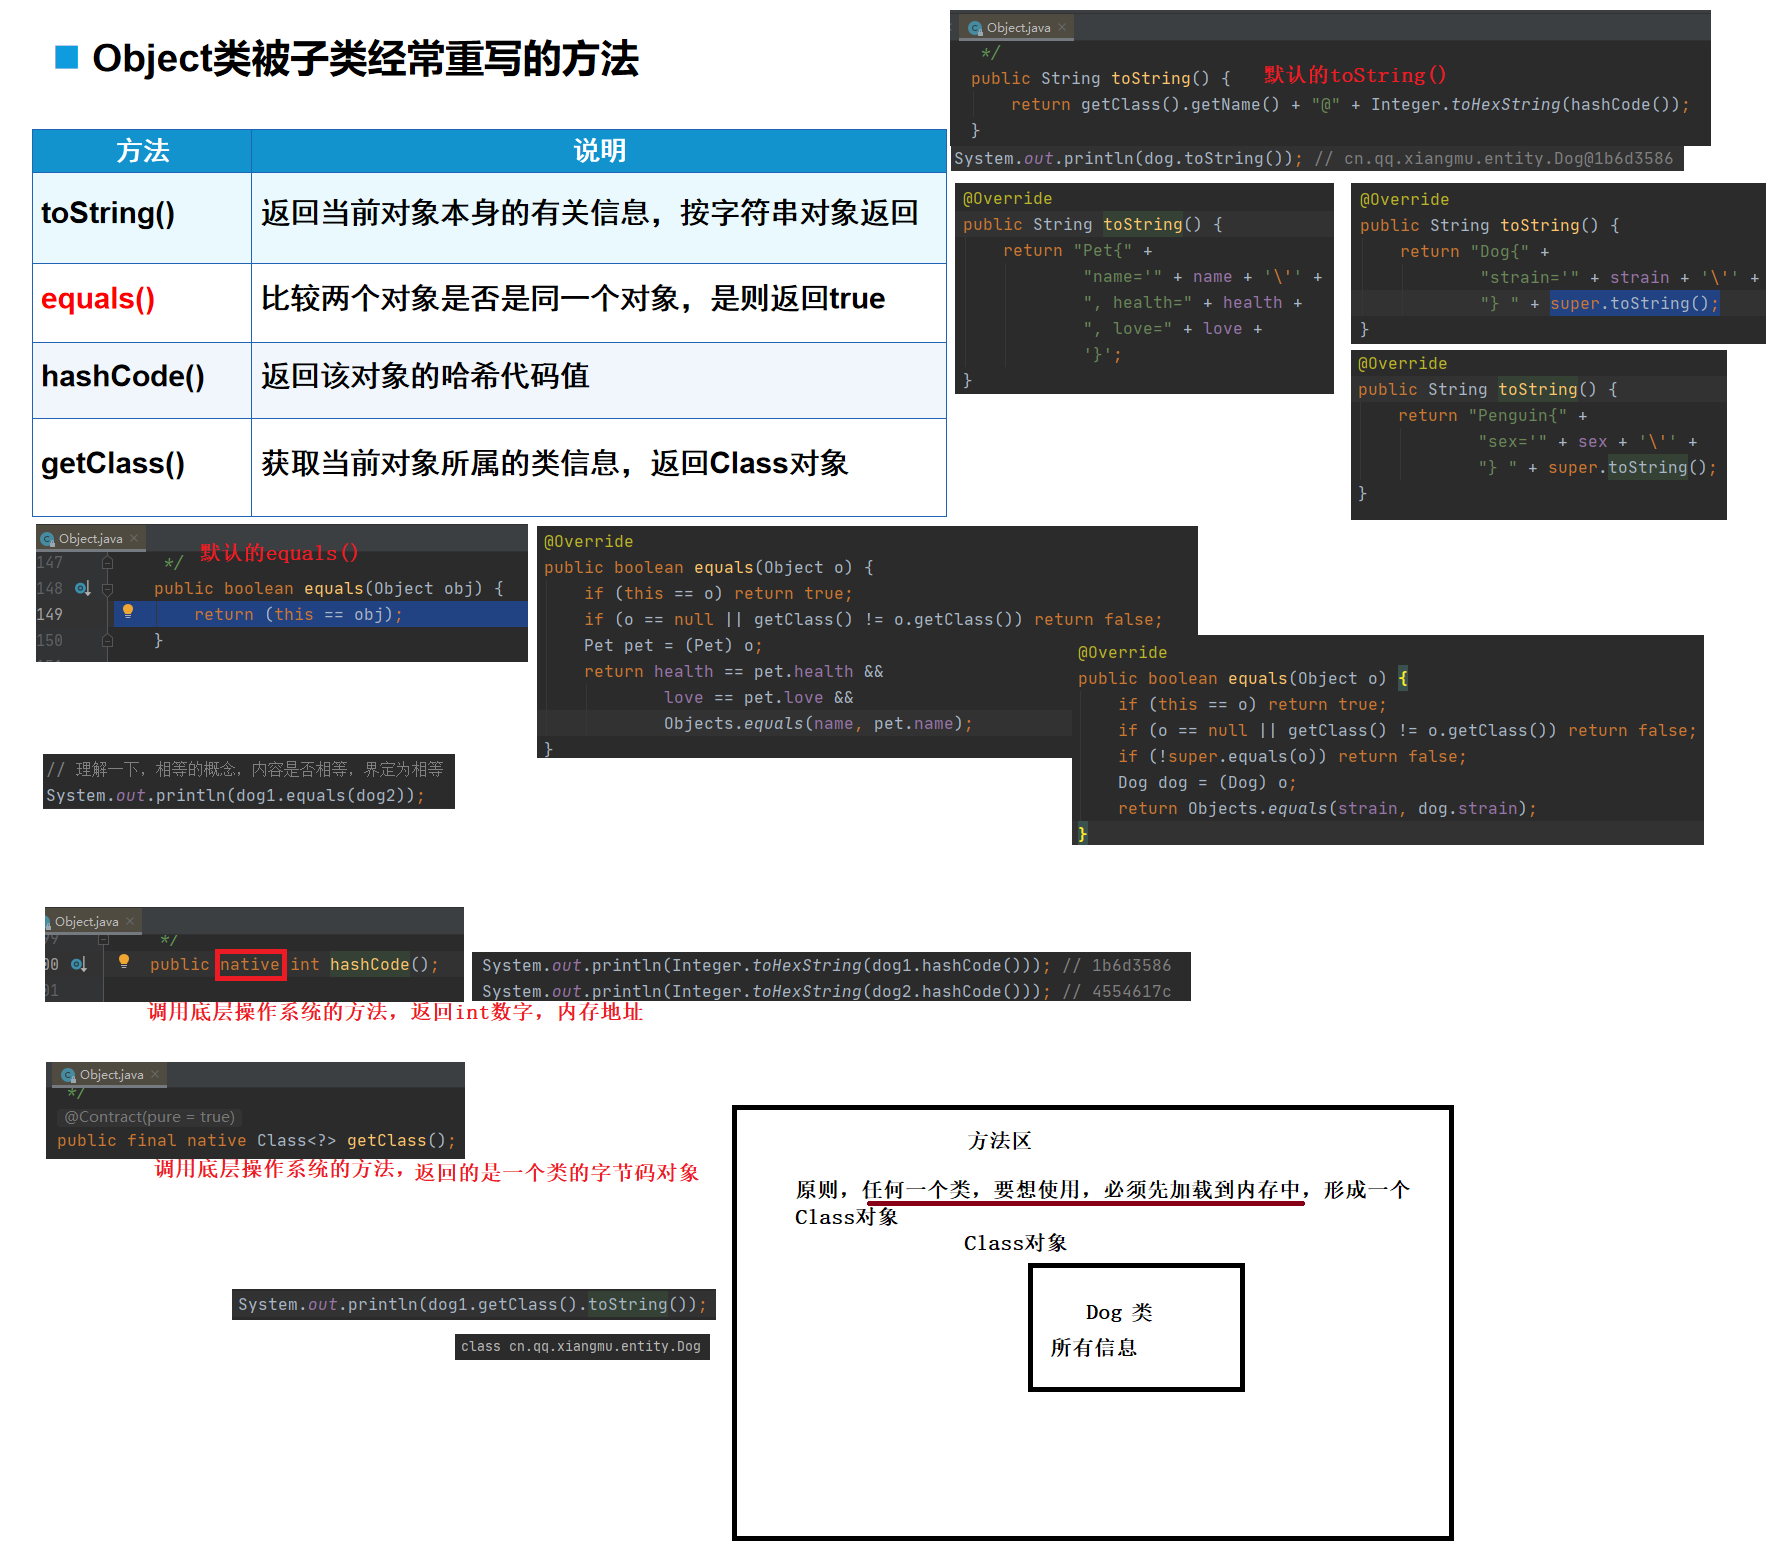 Object类被子类经常重写的方法
方法 说明
toString() 返回当前对象本身的有关信息，按字符串对象返回
equals() 比较两个对象是否是同一个对象，是则返回true
hashCode() 返回该对象的哈希代码值
getClass() 获取当前对象所属的类信息，返回Class对象
Object.java
*/
public String toString() { 默认的toString()
return getClass().getName() + "@" + Integer.toHexString(hashCode());
}
System.out.println(dog.toString()); // cn.qq.xiangmu.entity.Dog@1b6d3586
@Override
public String toString() {
return "Pet{" +
"name='" + name + '\'' +
", health=" + health +
", love=" + love +
'}';
}
@Override
public String toString() {
return "Dog{" +
"strain='" + strain + '\'' +
"} " + super.toString();
}
@Override
public String toString() {
return "Penguin{" +
"sex='" + sex + '\'' +
"} " + super.toString();
}
Object.java
147 */ 默认的equals()
148 public boolean equals(Object obj) {
149 return (this == obj);
150 }
@Override
public boolean equals(Object o) {
if (this == o) return true;
if (o == null || getClass() != o.getClass()) return false;
Pet pet = (Pet) o;
return health == pet.health &&
love == pet.love &&
Objects.equals(name, pet.name);
}
@Override
public boolean equals(Object o) {
if (this == o) return true;
if (o == null || getClass() != o.getClass()) return false;
if (!super.equals(o)) return false;
Dog dog = (Dog) o;
return Objects.equals(strain, dog.strain);
}
// 理解一下，相等的概念，内容是否相等，界定为相等
System.out.println(dog1.equals(dog2));
Object.java
*/
public native int hashCode();
调用底层操作系统的方法，返回int数字，内存地址
System.out.println(Integer.toHexString(dog1.hashCode())); // 1b6d3586
System.out.println(Integer.toHexString(dog2.hashCode())); // 4554617c
Object.java
*/
@Contract(pure = true)
public final native Class<?> getClass();
调用底层操作系统的方法，返回的是一个类的字节码对象
System.out.println(dog1.getClass().toString());
class cn.qq.xiangmu.entity.Dog
方法区
原则，任何一个类，要想使用，必须先加载到内存中，形成一个
Class对象
Class对象
Dog 类
所有信息